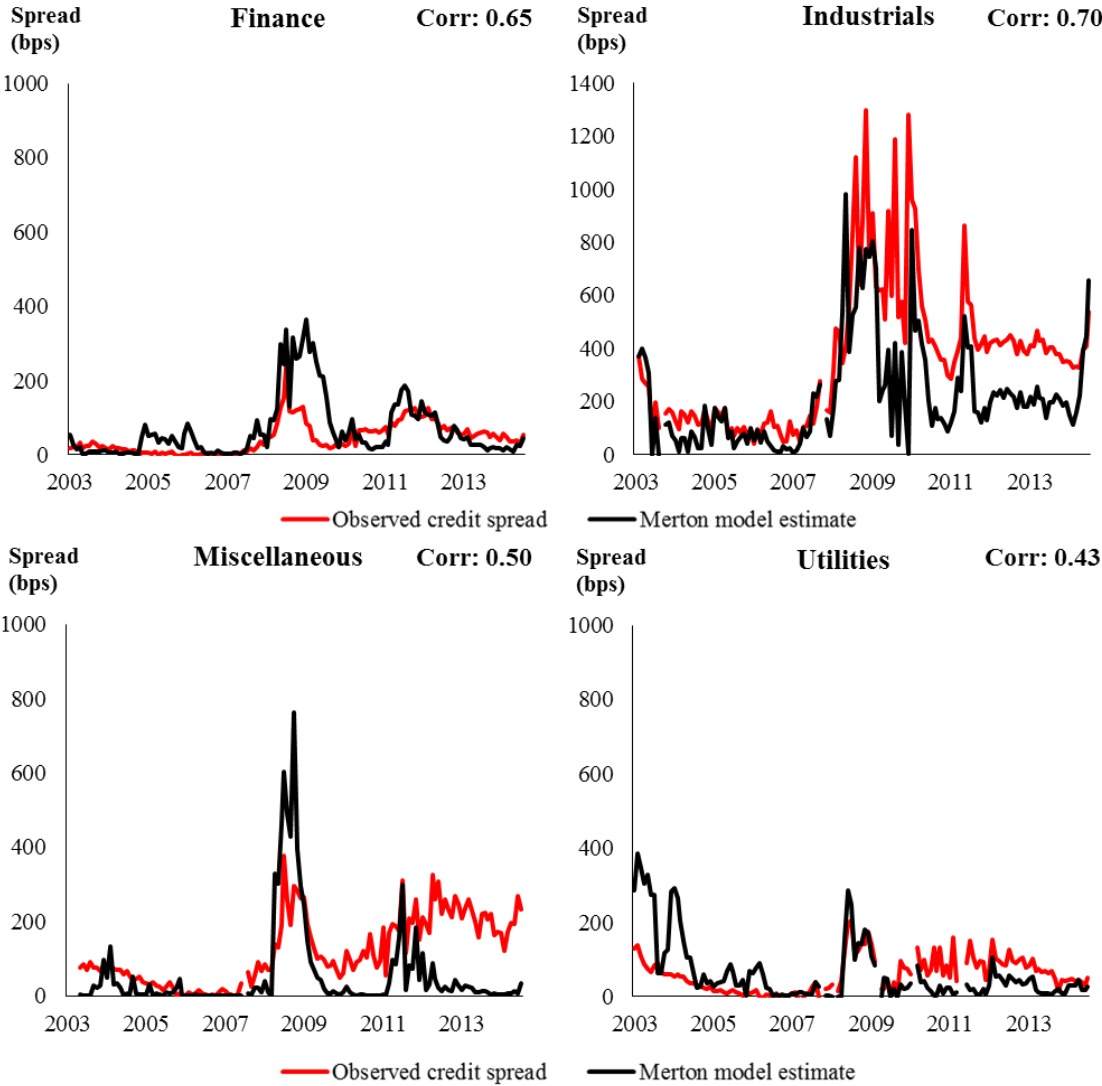 Spread Finance Corr: 0.65
(bps)
1000
800
600
400
200
0
2003 2005 2007 2009 2011 2013
Spread Industrials Corr: 0.70
(bps)
1400
1200
1000
800
600
400
200
0
2003 2005 2007 2009 2011 2013
Observed credit spread Merton model estimate
Spread Miscellaneous Corr: 0.50
(bps)
1000
800
600
400
200
0
2003 2005 2007 2009 2011 2013
Spread Utilities Corr: 0.43
(bps)
1000
800
600
400
200
0
2003 2005 2007 2009 2011 2013
Observed credit spread Merton model estimate